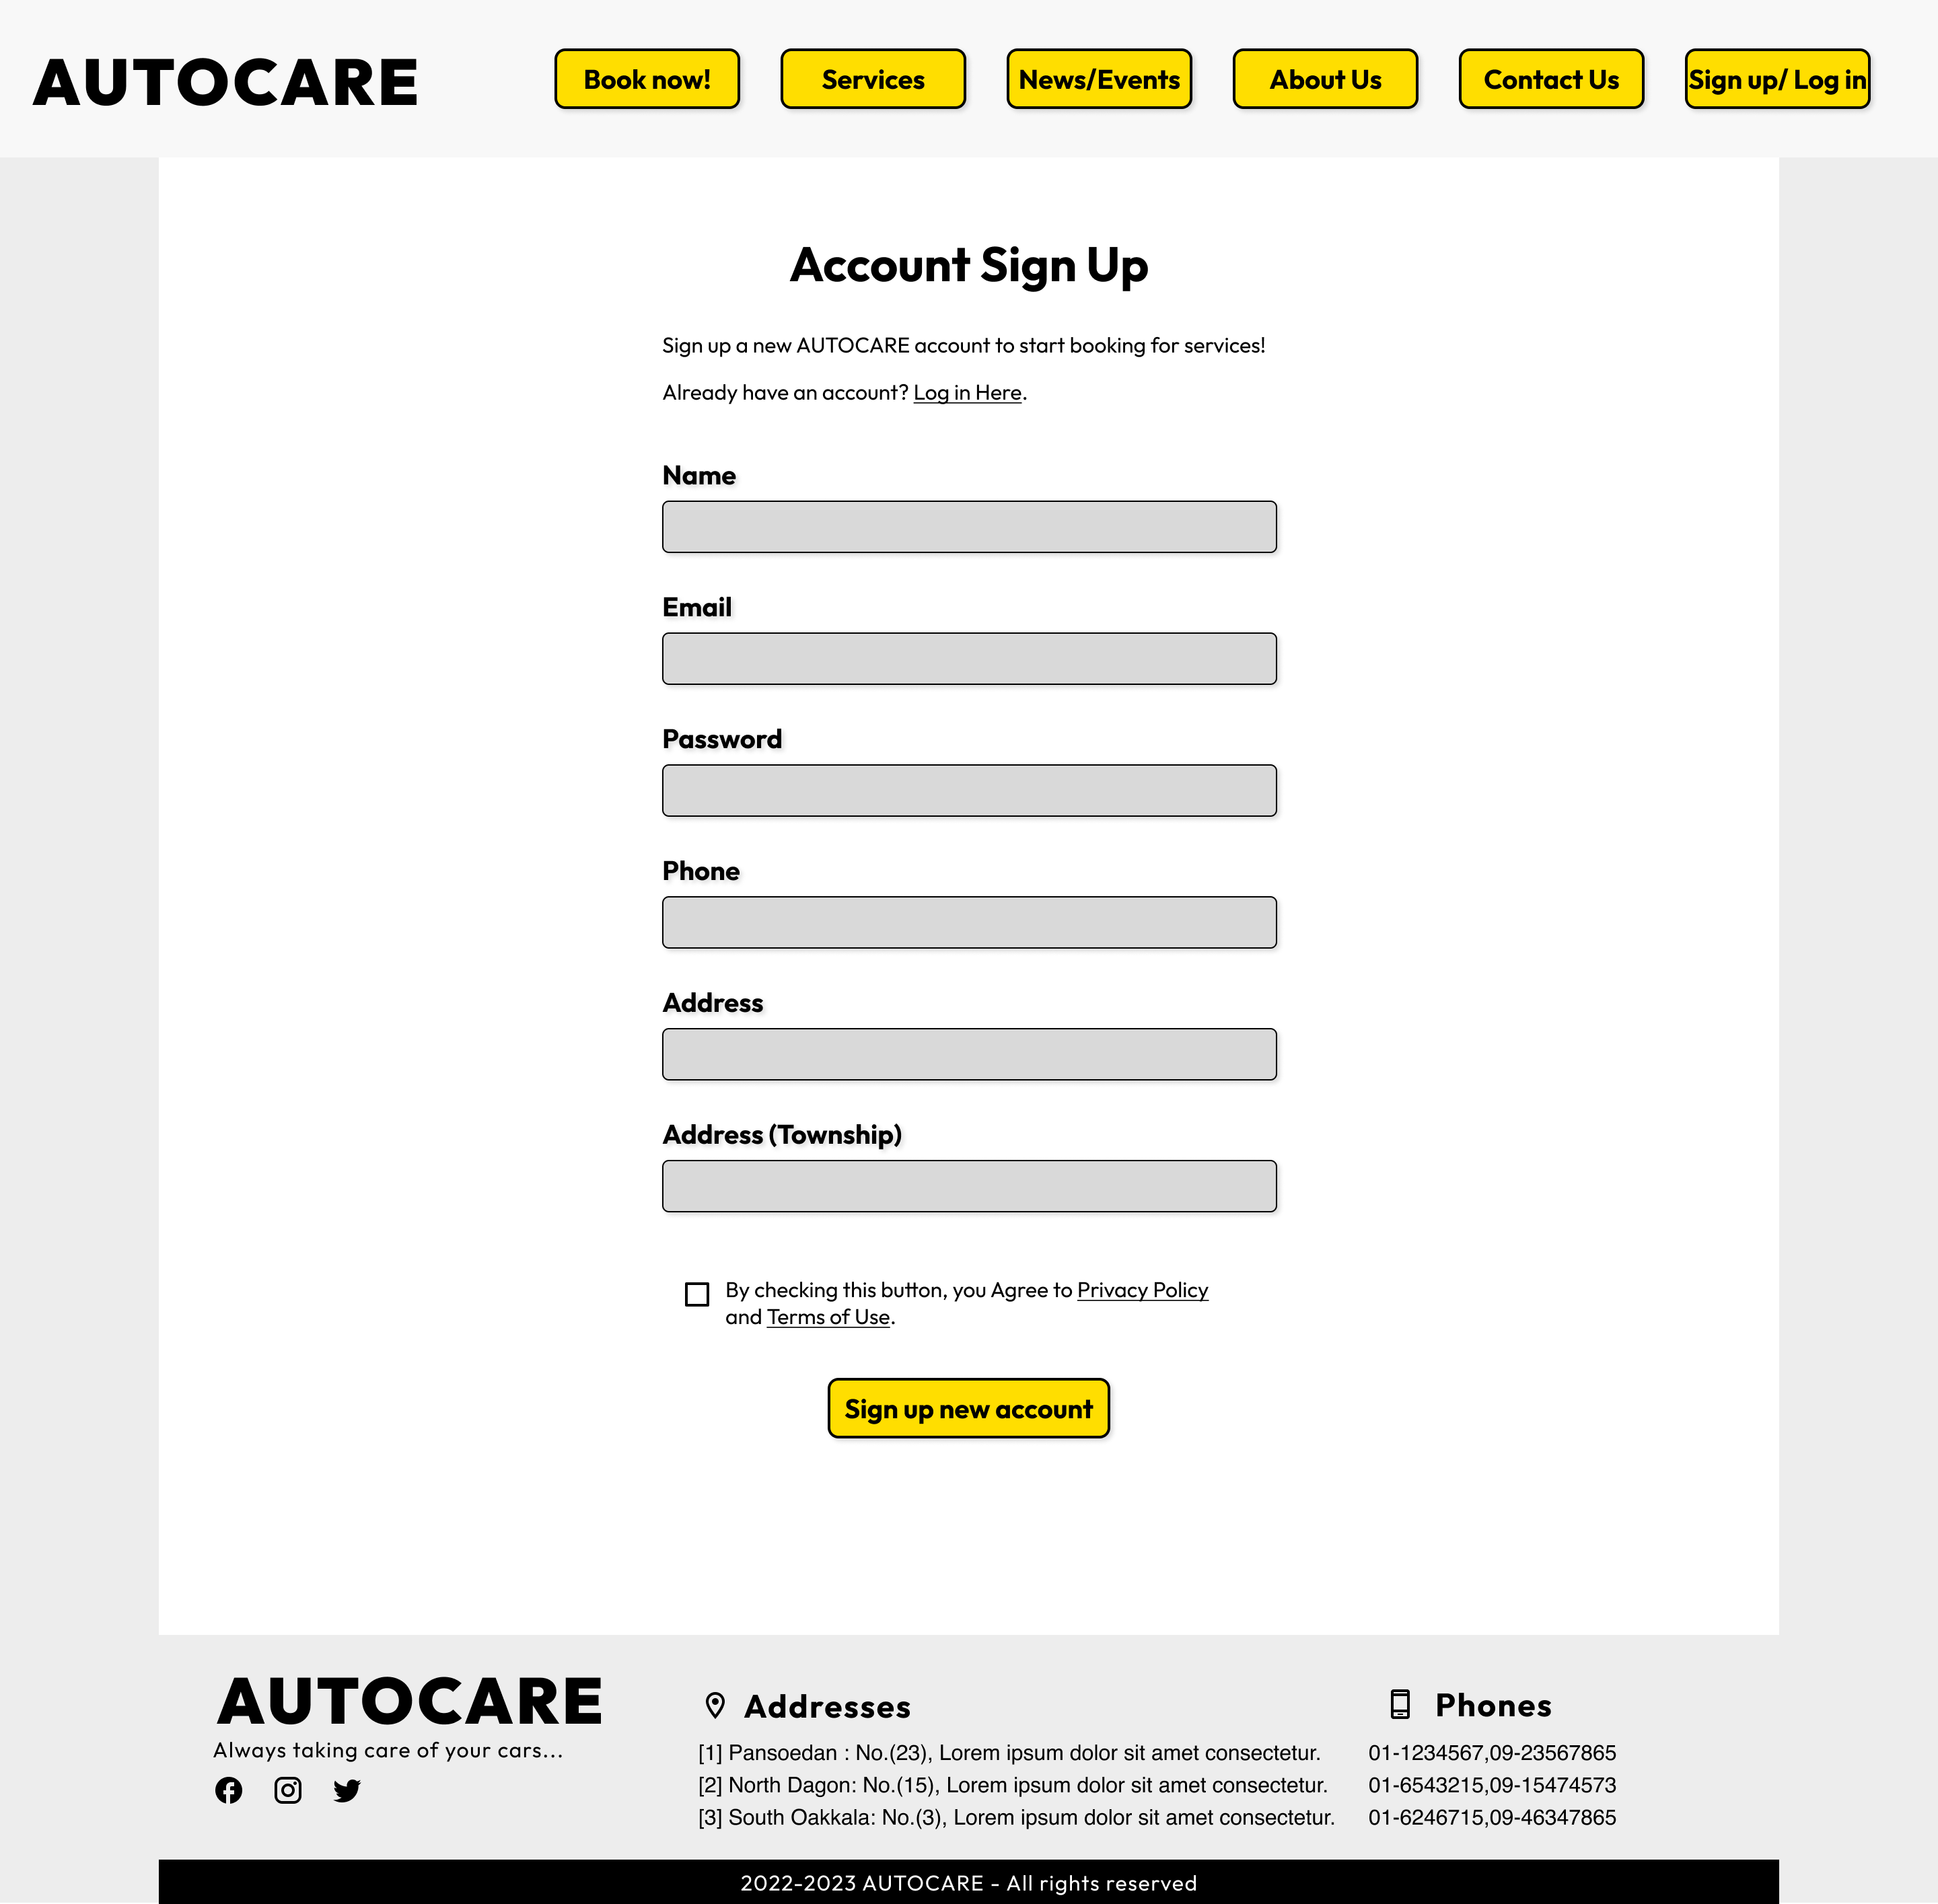 AUTOCARE
Book now!
Services
News/Events
About Us
Contact Us
Sign up/ Log in
Account Sign Up
Sign up a new AUTOCARE account to start booking for services!
Already have an account? Log in Here.
Name
Email
Password
Phone
Address
Address (Township)
By checking this button, you Agree to Privacy Policy
and Terms of Use.
Sign up new account
AUTOCARE
Always taking care of your cars...
Addresses
[1] Pansoedan : No.(23), Lorem ipsum dolor sit amet consectetur.
[2] North Dagon: No.(15), Lorem ipsum dolor sit amet consectetur.
[3] South Oakkala: No.(3), Lorem ipsum dolor sit amet consectetur.
Phones
01-1234567,09-23567865
01-6543215,09-15474573
01-6246715,09-46347865
2022-2023 AUTOCARE - All rights reserved